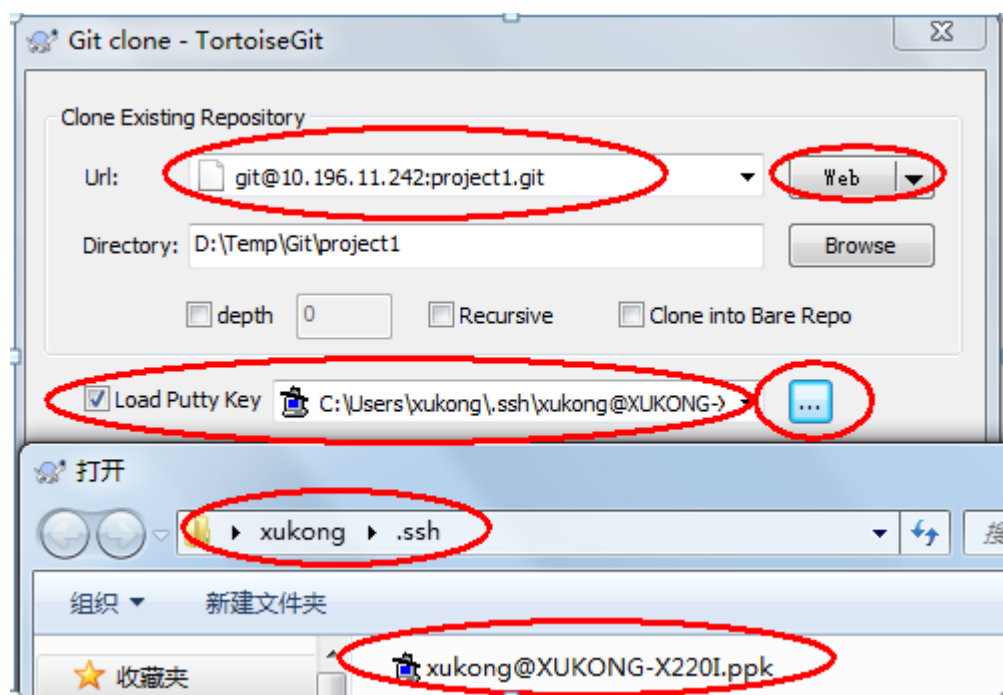 Git clone - TortoiseGit
Clone Existing Repository
Url: git@10.196.11.242:project1.git Web
Directory: D:\Temp\Git\project1 Browse
depth 0 Recursive Clone into Bare Repo
Load Putty Key C:\Users\xukong\.ssh\xukong@XUKONG-X ...
打开
xukong .ssh
组织 新建文件夹
收藏夹 xukong@XUKONG-X220I.ppk